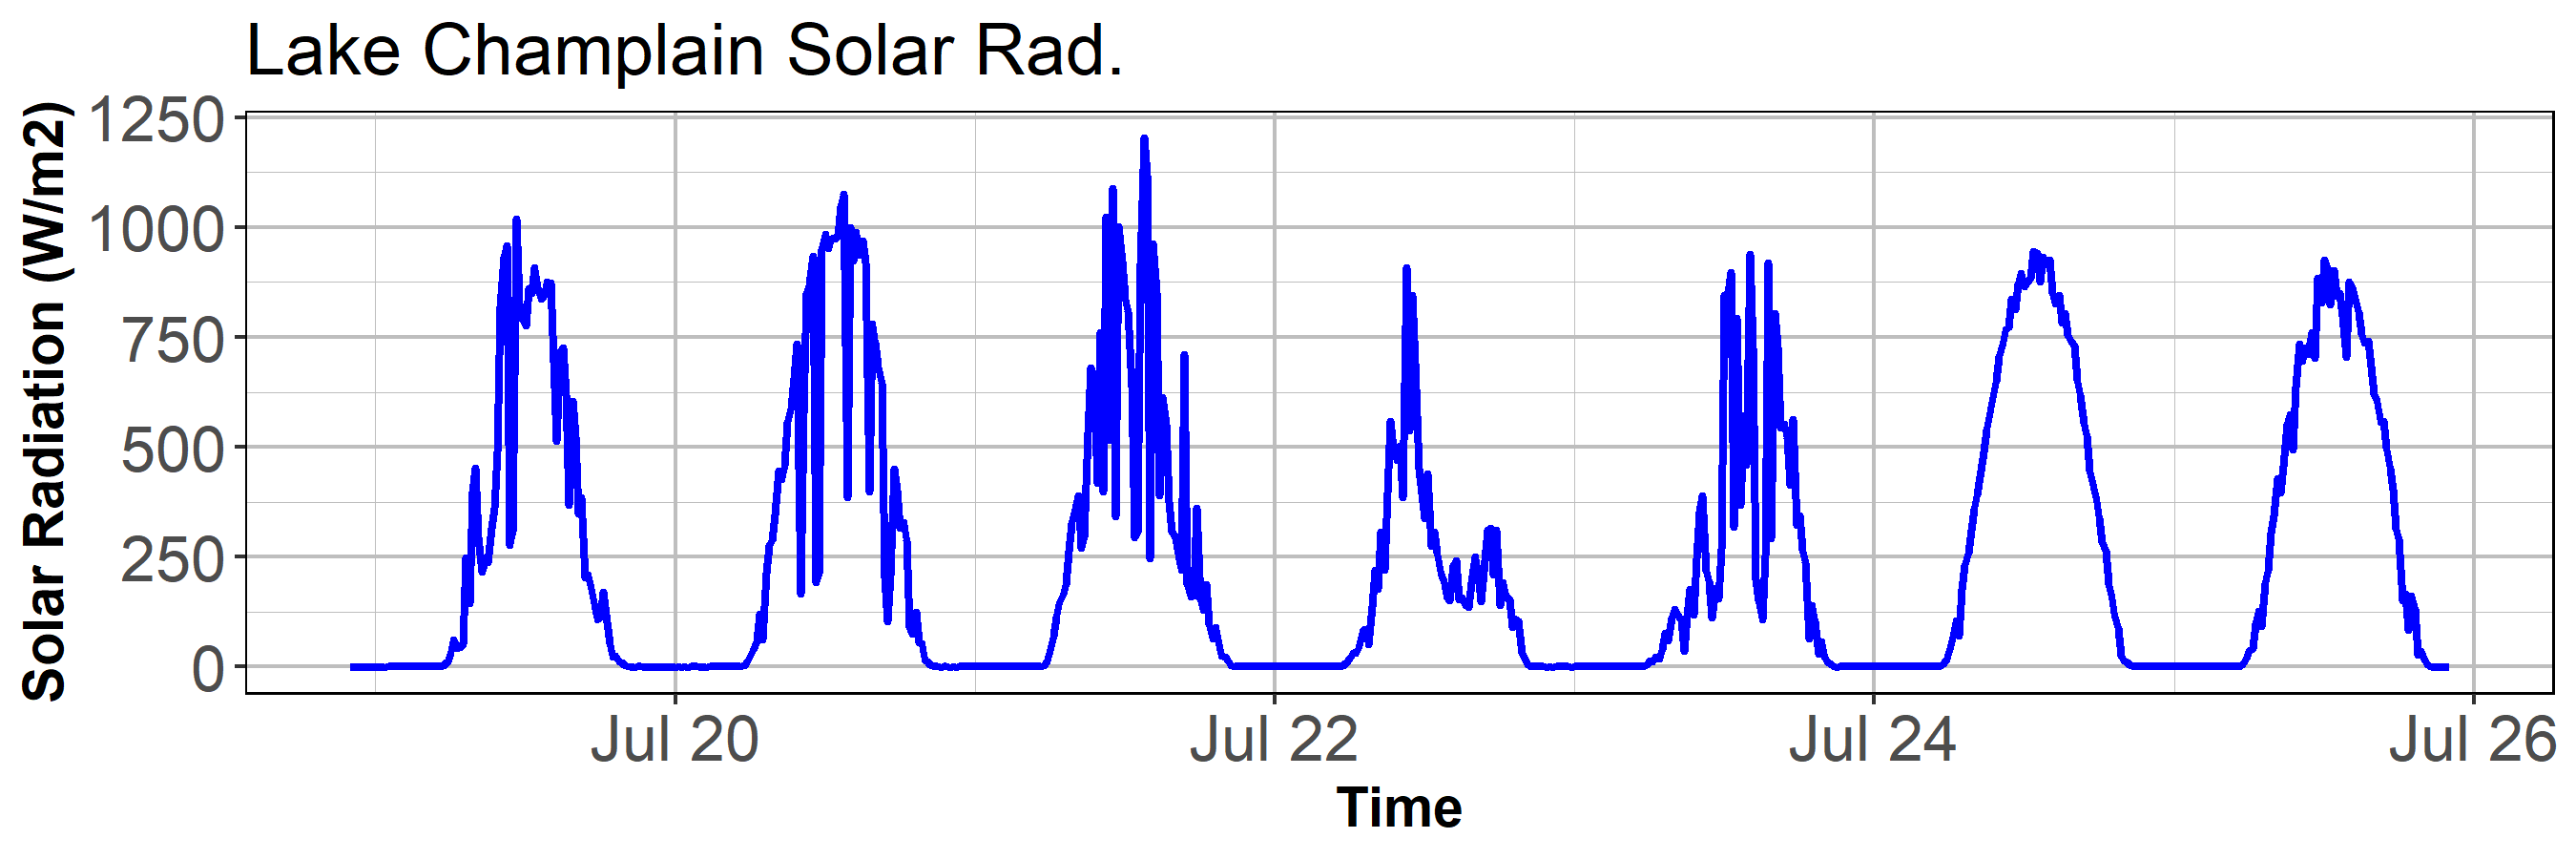 Lake Champlain Solar Rad.
Solar Radiation (W/m2)
1250
1000
750
500
250
0
Jul 20
Jul 22
Jul 24
Jul 26
Time